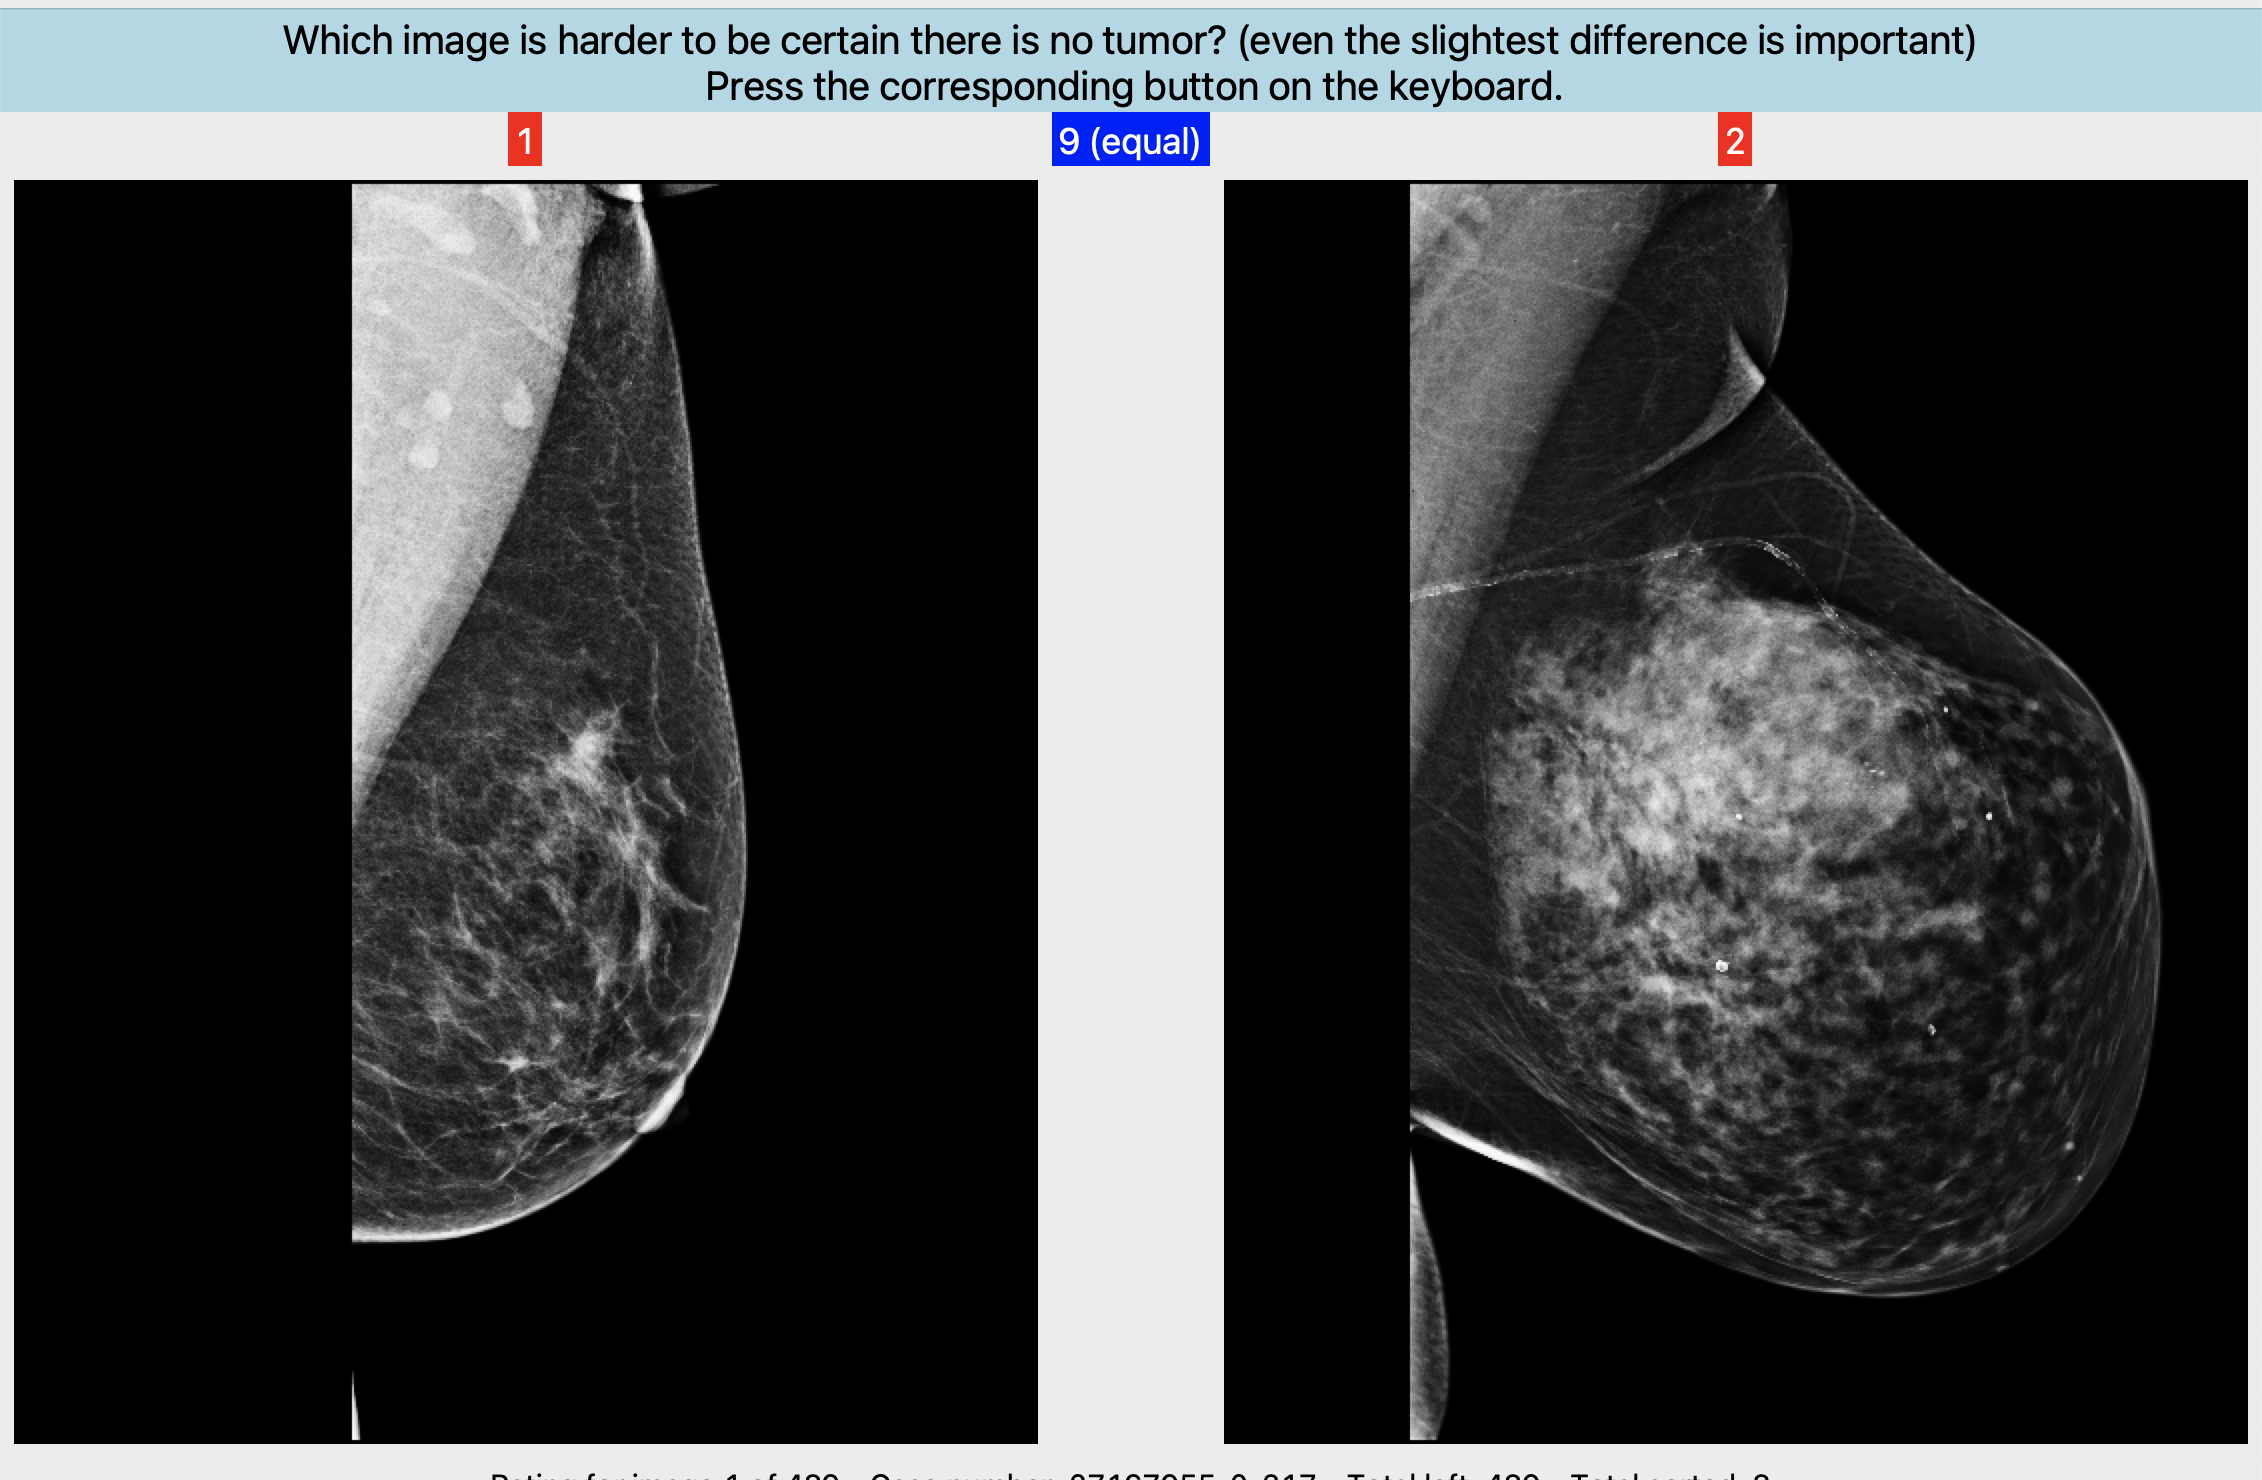 Which image is harder to be certain there is no tumor? (even the slightest difference is important)
Press the corresponding button on the keyboard.
1
9 (equal)
2